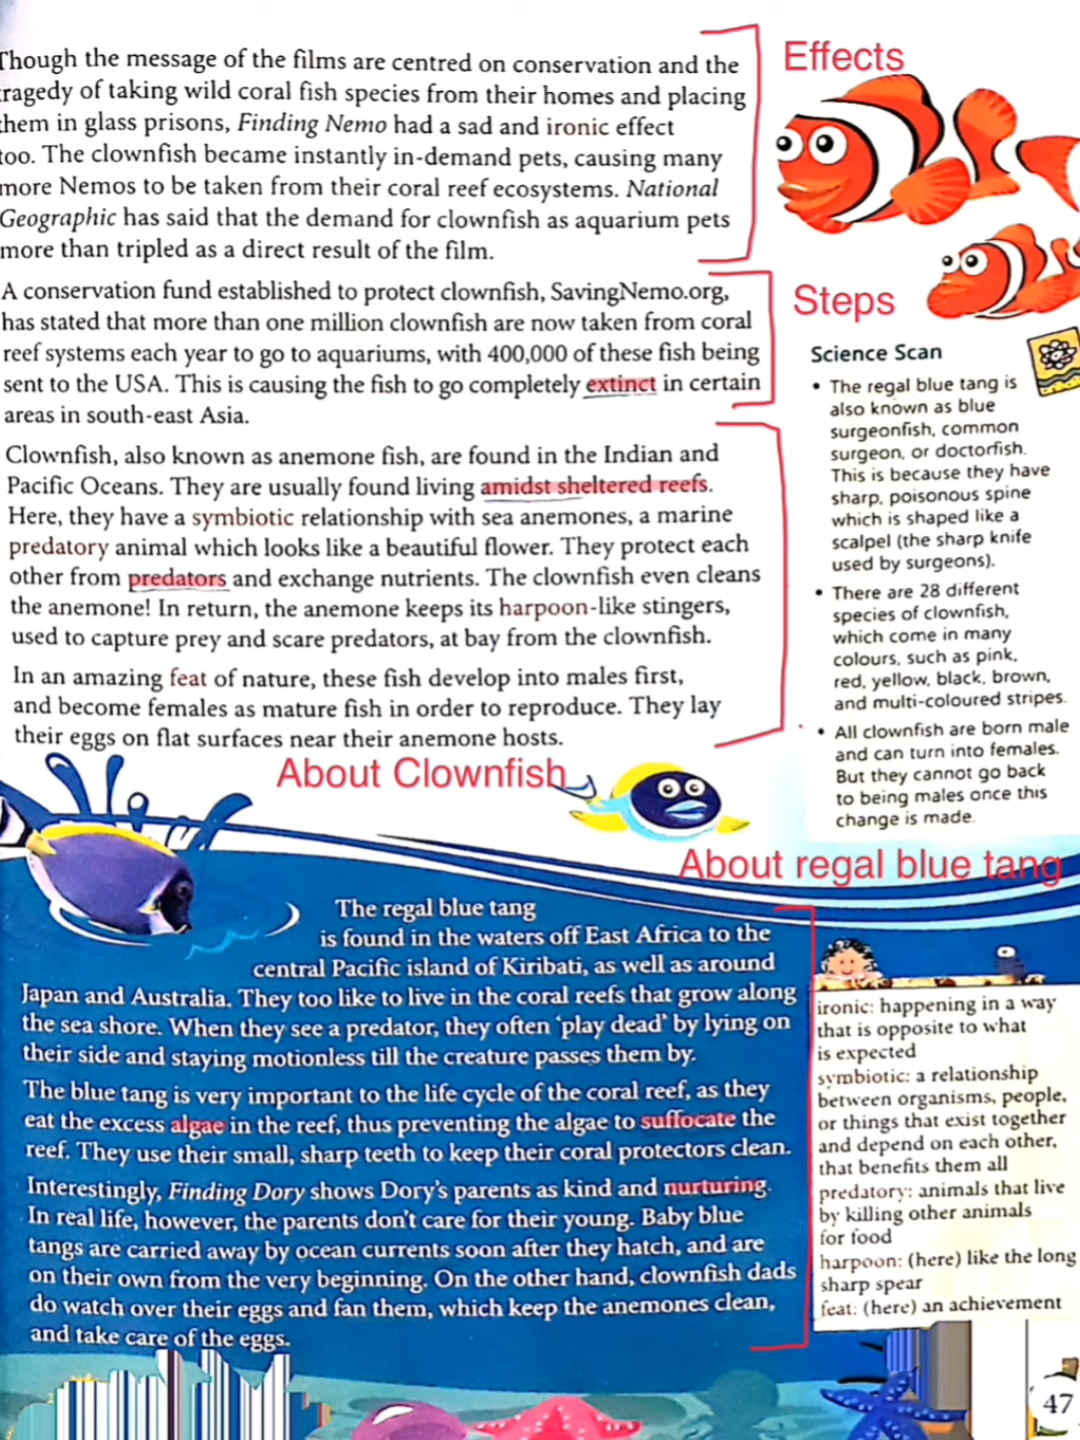 Though the message of the films are centred on conservation and the
tragedy of taking wild coral fish species from their homes and placing
them in glass prisons, Finding Nemo had a sad and ironic effect
too. The clownfish became instantly in-demand pets, causing many
more Nemos to be taken from their coral reef ecosystems. National
Geographic has said that the demand for clownfish as aquarium pets
more than tripled as a direct result of the film.
Effects
A conservation fund established to protect clownfish, SavingNemo.org,
has stated that more than one million clownfish are now taken from coral
reef systems each year to go to aquariums, with 400,000 of these fish being
sent to the USA. This is causing the fish to go completely extinct in certain
areas in south-east Asia.
Steps
Clownfish, also known as anemone fish, are found in the Indian and
Pacific Oceans. They are usually found living amidst sheltered reefs.
Here, they have a symbiotic relationship with sea anemones, a marine
predatory animal which looks like a beautiful flower. They protect each
other from predators and exchange nutrients. The clownfish even cleans
the anemone! In return, the anemone keeps its harpoon-like stingers,
used to capture prey and scare predators, at bay from the clownfish.
In an amazing feat of nature, these fish develop into males first,
and become females as mature fish in order to reproduce. They lay
their eggs on flat surfaces near their anemone hosts.
About Clownfish
Science Scan
• The regal blue tang is
also known as blue
surgeonfish, common
surgeon, or doctorfish.
This is because they have
sharp, poisonous spine
which is shaped like a
scalpel (the sharp knife
used by surgeons).
• There are 28 different
species of clownfish,
which come in many
colours, such as pink,
red, yellow, black, brown,
and multi-coloured stripes.
• All clownfish are born male
and can turn into females.
But they cannot go back
to being males once this
change is made.
About regal blue tang
The regal blue tang
is found in the waters off East Africa to the
central Pacific island of Kiribati, as well as around
Japan and Australia. They too like to live in the coral reefs that grow along
the sea shore. When they see a predator, they often 'play dead' by lying on
their side and staying motionless till the creature passes them by.
The blue tang is very important to the life cycle of the coral reef, as they
eat the excess algae in the reef, thus preventing the algae to suffocate the
reef. They use their small, sharp teeth to keep their coral protectors clean.
Interestingly, Finding Dory shows Dory's parents as kind and nurturing.
In real life, however, the parents don't care for their young. Baby blue
tangs are carried away by ocean currents soon after they hatch, and are
on their own from the very beginning. On the other hand, clownfish dads
do watch over their eggs and fan them, which keep the anemones clean,
and take care of the eggs.
ironic: happening in a way
that is opposite to what
is expected
symbiotic: a relationship
between organisms, people,
or things that exist together
and depend on each other,
that benefits them all
predatory: animals that live
by killing other animals
for food
harpoon: (here) like the long
sharp spear
feat: (here) an achievement
47